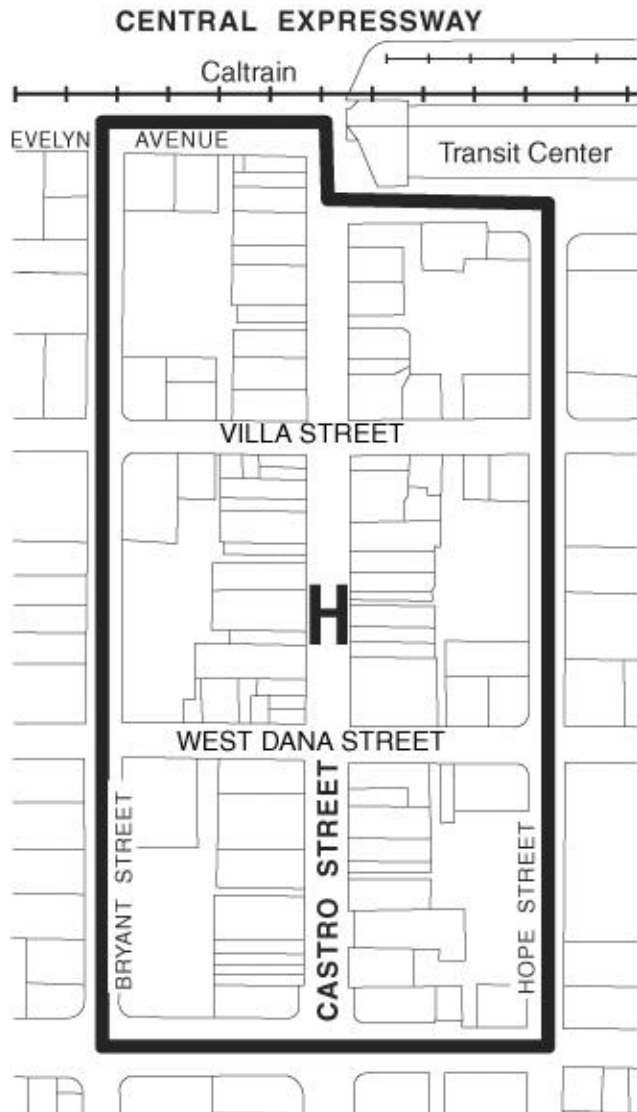 CENTRAL EXPRESSWAY
Caltrain
EVELYN AVENUE
Transit Center
VILLA STREET
H
WEST DANA STREET
BRYANT STREET
CASTRO STREET
HOPE STREET